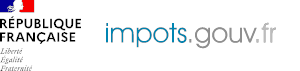 RÉPUBLIQUE
FRANÇAISE
Liberté
Égalité
Fraternité
impots.gouv.fr